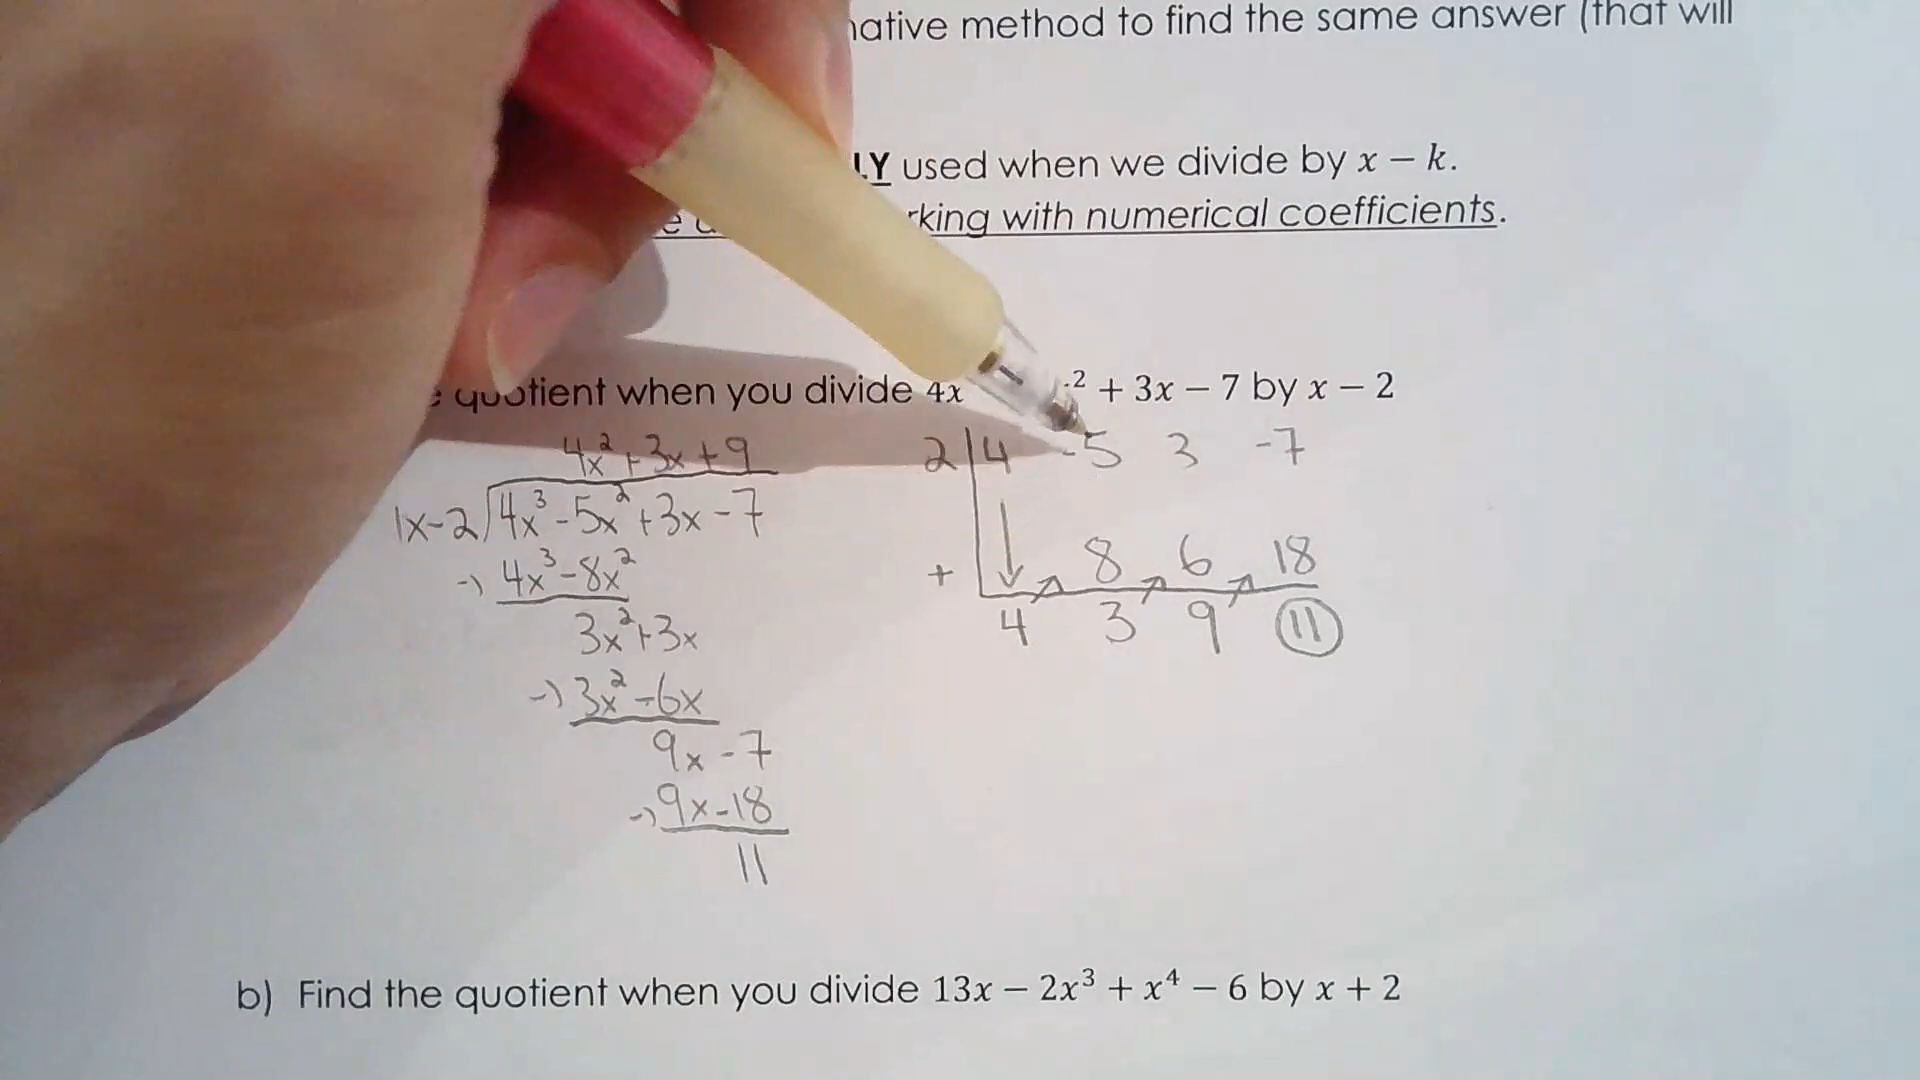 native method to find the same answer (that will
LY used when we divide by x − k.
rking with numerical coefficients.
quotient when you divide 4x ² + 3x − 7 by x − 2
4x² + 3x + 9
1x-2 4x³ - 5x² + 3x - 7
-) 4x³ - 8x²
3x² + 3x
-) 3x² - 6x
9x - 7
-) 9x - 18
11
2 4 -5 3 -7
+ 8 6 18
4 3 9 11
b) Find the quotient when you divide 13x − 2x³ + x⁴ − 6 by x + 2